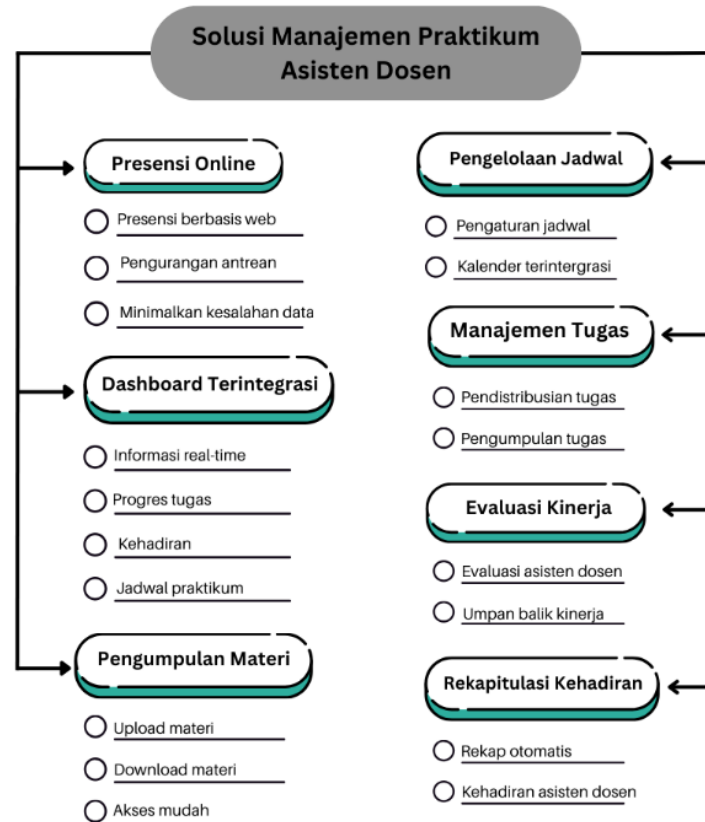 Solusi Manajemen Praktikum
Asisten Dosen
Presensi Online
Presensi berbasis web
Pengurangan antrean
Minimalkan kesalahan data
Dashboard Terintegrasi
Informasi real-time
Progres tugas
Kehadiran
Jadwal praktikum
Pengumpulan Materi
Upload materi
Download materi
Akses mudah
Pengelolaan Jadwal
Pengaturan jadwal
Kalender terintergrasi
Manajemen Tugas
Pendistribusian tugas
Pengumpulan tugas
Evaluasi Kinerja
Evaluasi asisten dosen
Umpan balik kinerja
Rekapitulasi Kehadiran
Rekap otomatis
Kehadiran asisten dosen